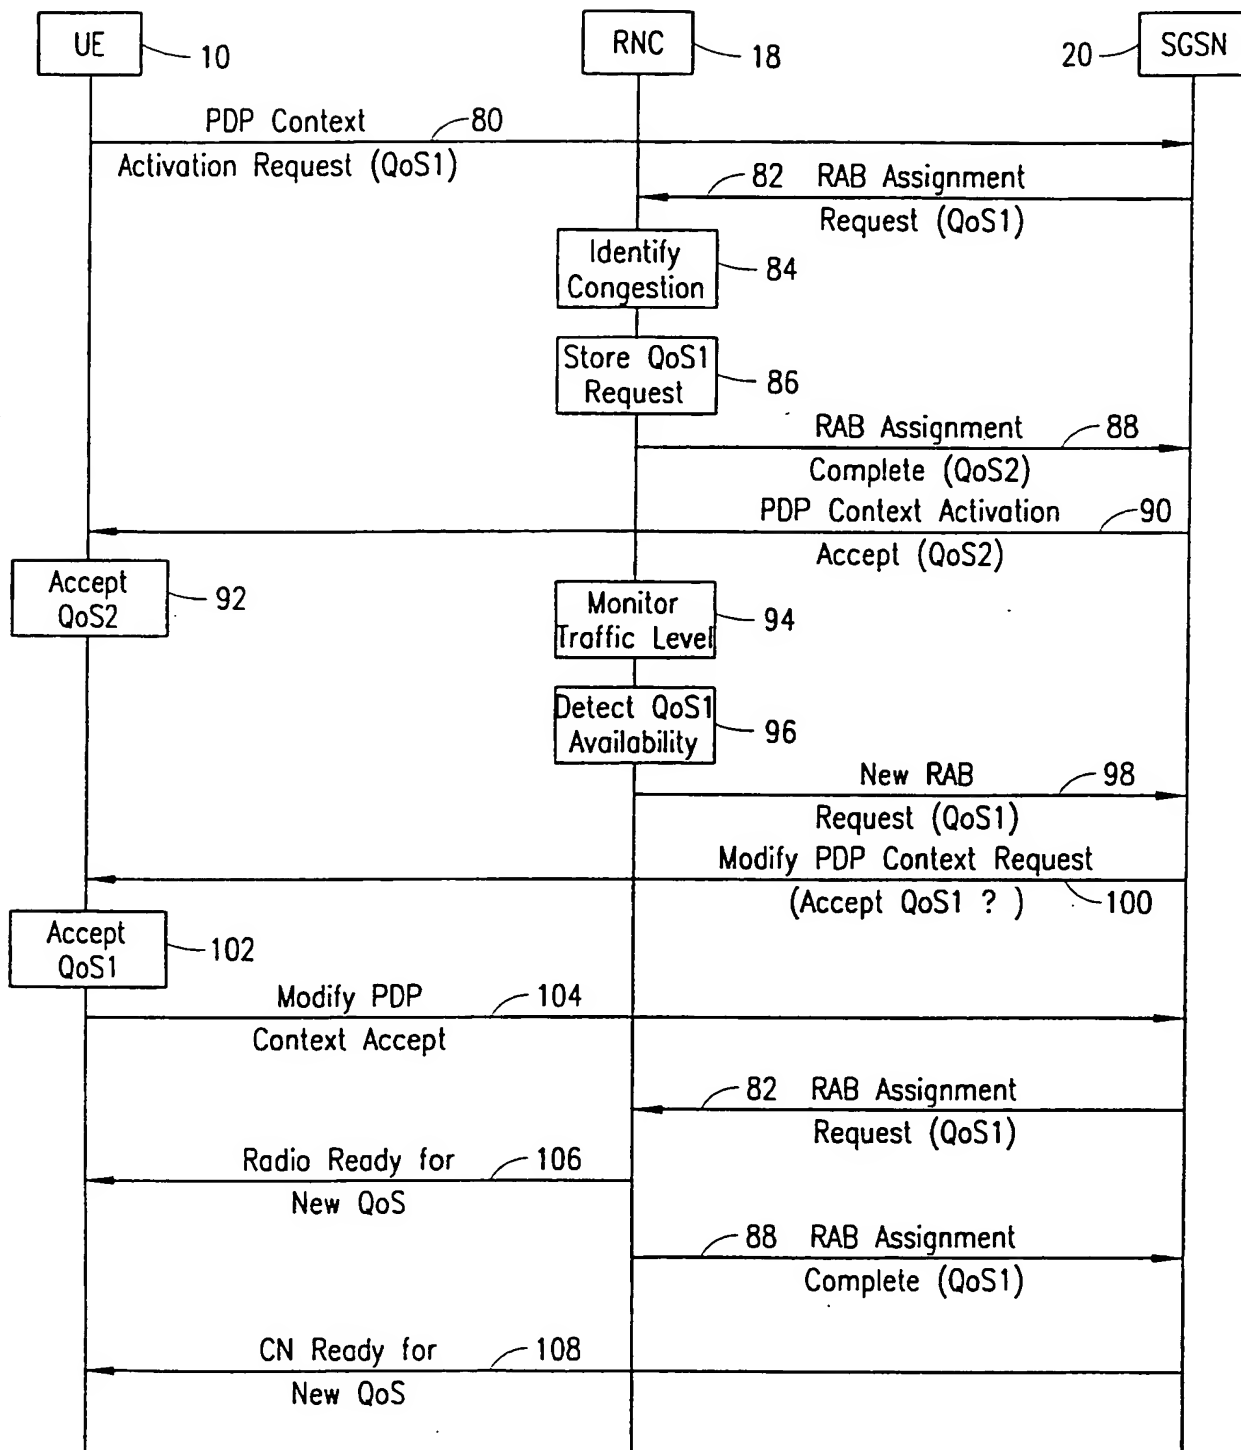 UE
10
RNC
18
20
SGSN
PDP Context
80
Activation Request (QoS1)
82 RAB Assignment
Request (QoS1)
Identify
Congestion
84
Store QoS1
Request
86
RAB Assignment
88
Complete (QoS2)
PDP Context Activation
90
Accept (QoS2)
Accept
QoS2
92
Monitor
Traffic Level
94
Detect QoS1
Availability
96
New RAB
98
Request (QoS1)
Modify PDP Context Request
(Accept QoS1 ? )
100
Accept
QoS1
102
Modify PDP
104
Context Accept
82 RAB Assignment
Request (QoS1)
Radio Ready for
106
New QoS
88 RAB Assignment
Complete (QoS1)
CN Ready for
108
New QoS